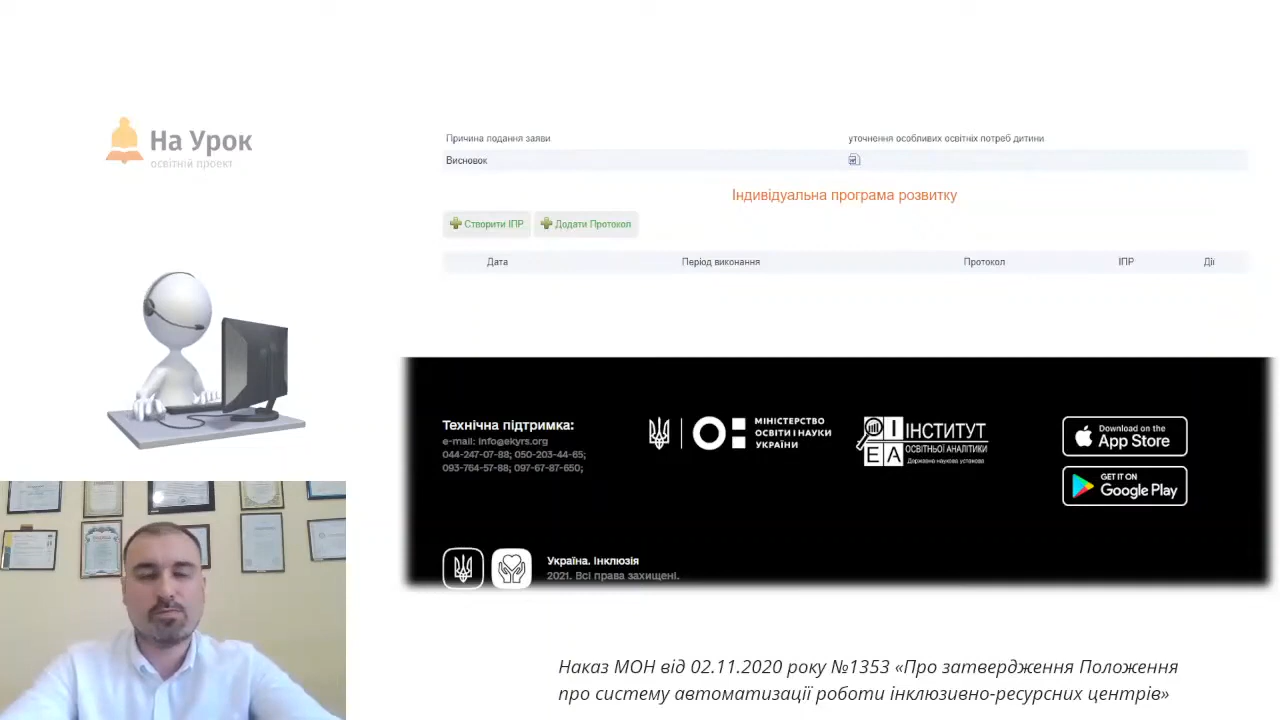 На Урок
освітній проект
Причина подання заяви
уточнення особливих освітніх потреб дитини
Висновок
Індивідуальна програма розвитку
Створити ІПР
Додати Протокол
Дата
Період виконання
Протокол
ІПР
Дії
Технічна підтримка:
e-mail: info@ekyrs.org
044-247-07-88; 050-203-44-65;
093-764-57-88; 097-67-87-650;
МІНІСТЕРСТВО
ОСВІТИ І НАУКИ
УКРАЇНИ
ІНСТИТУТ
ОСВІТНЬОЇ АНАЛІТИКИ
Державна наукова установа
І
EA
Download on the
App Store
GET IT ON
Google Play
Україна. Інклюзія
2021. Всі права захищені.
Наказ МОН від 02.11.2020 року №1353 «Про затвердження Положення
про систему автоматизації роботи інклюзивно-ресурсних центрів»